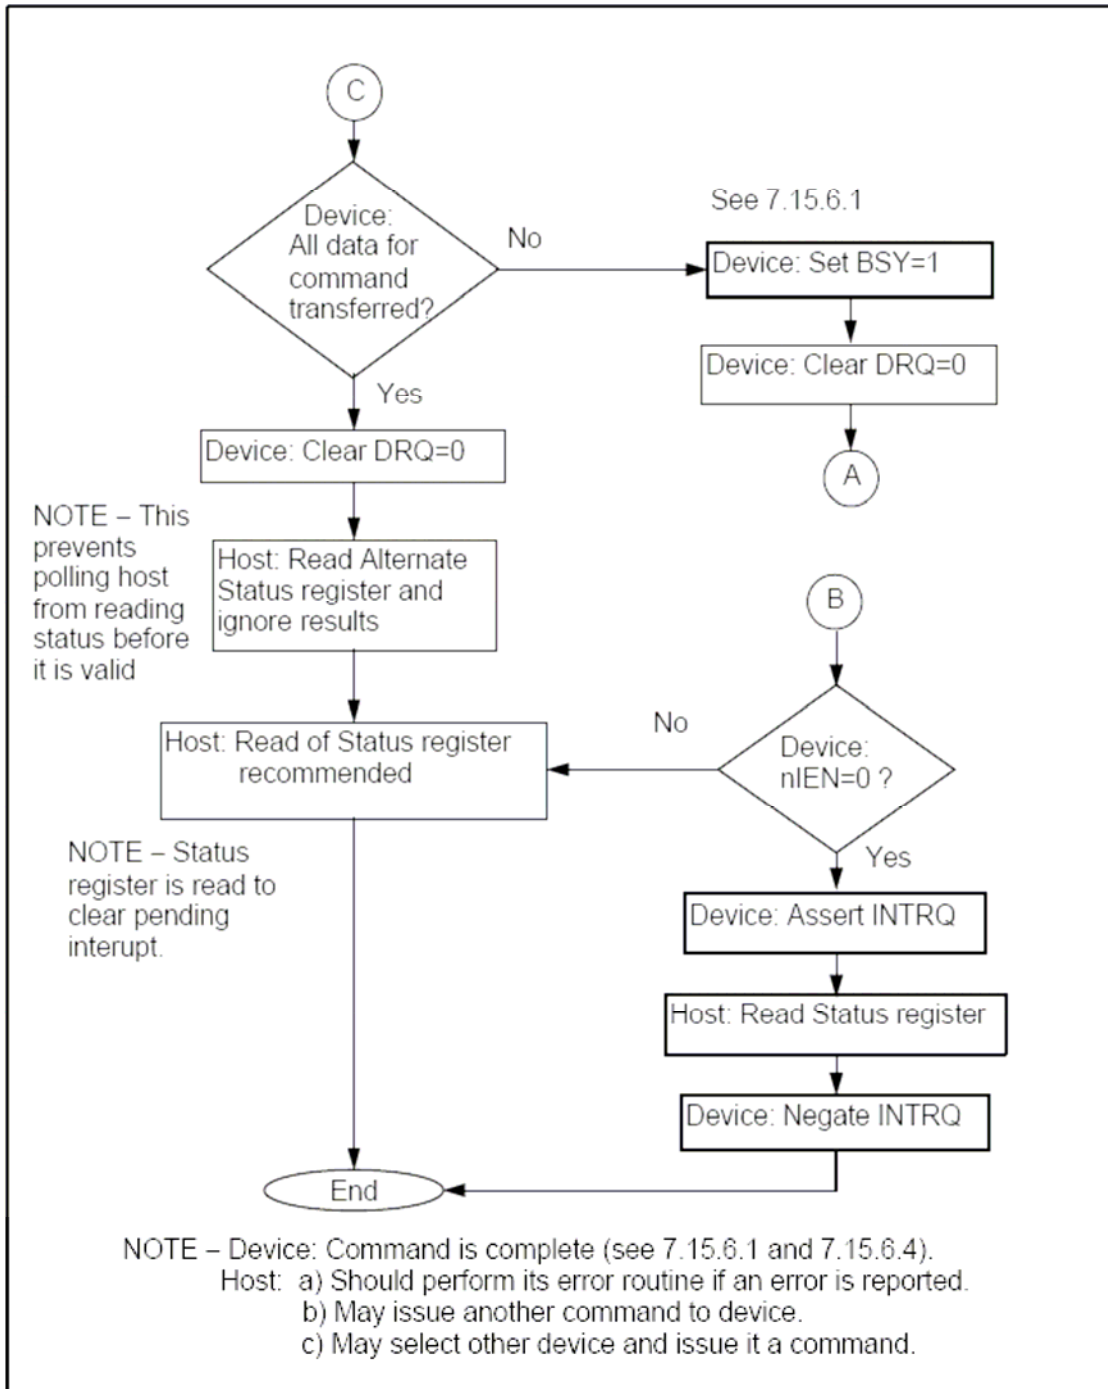 C
Device:
All data for
command
transferred?
No
See 7.15.6.1
Device: Set BSY=1
Device: Clear DRQ=0
A
Yes
Device: Clear DRQ=0
NOTE – This
prevents
polling host
from reading
status before
it is valid
Host: Read Alternate
Status register and
ignore results
Host: Read of Status register
recommended
NOTE – Status
register is read to
clear pending
interupt.
B
Device:
nIEN=0 ?
No
Yes
Device: Assert INTRQ
Host: Read Status register
Device: Negate INTRQ
End
NOTE – Device: Command is complete (see 7.15.6.1 and 7.15.6.4).
Host: a) Should perform its error routine if an error is reported.
b) May issue another command to device.
c) May select other device and issue it a command.